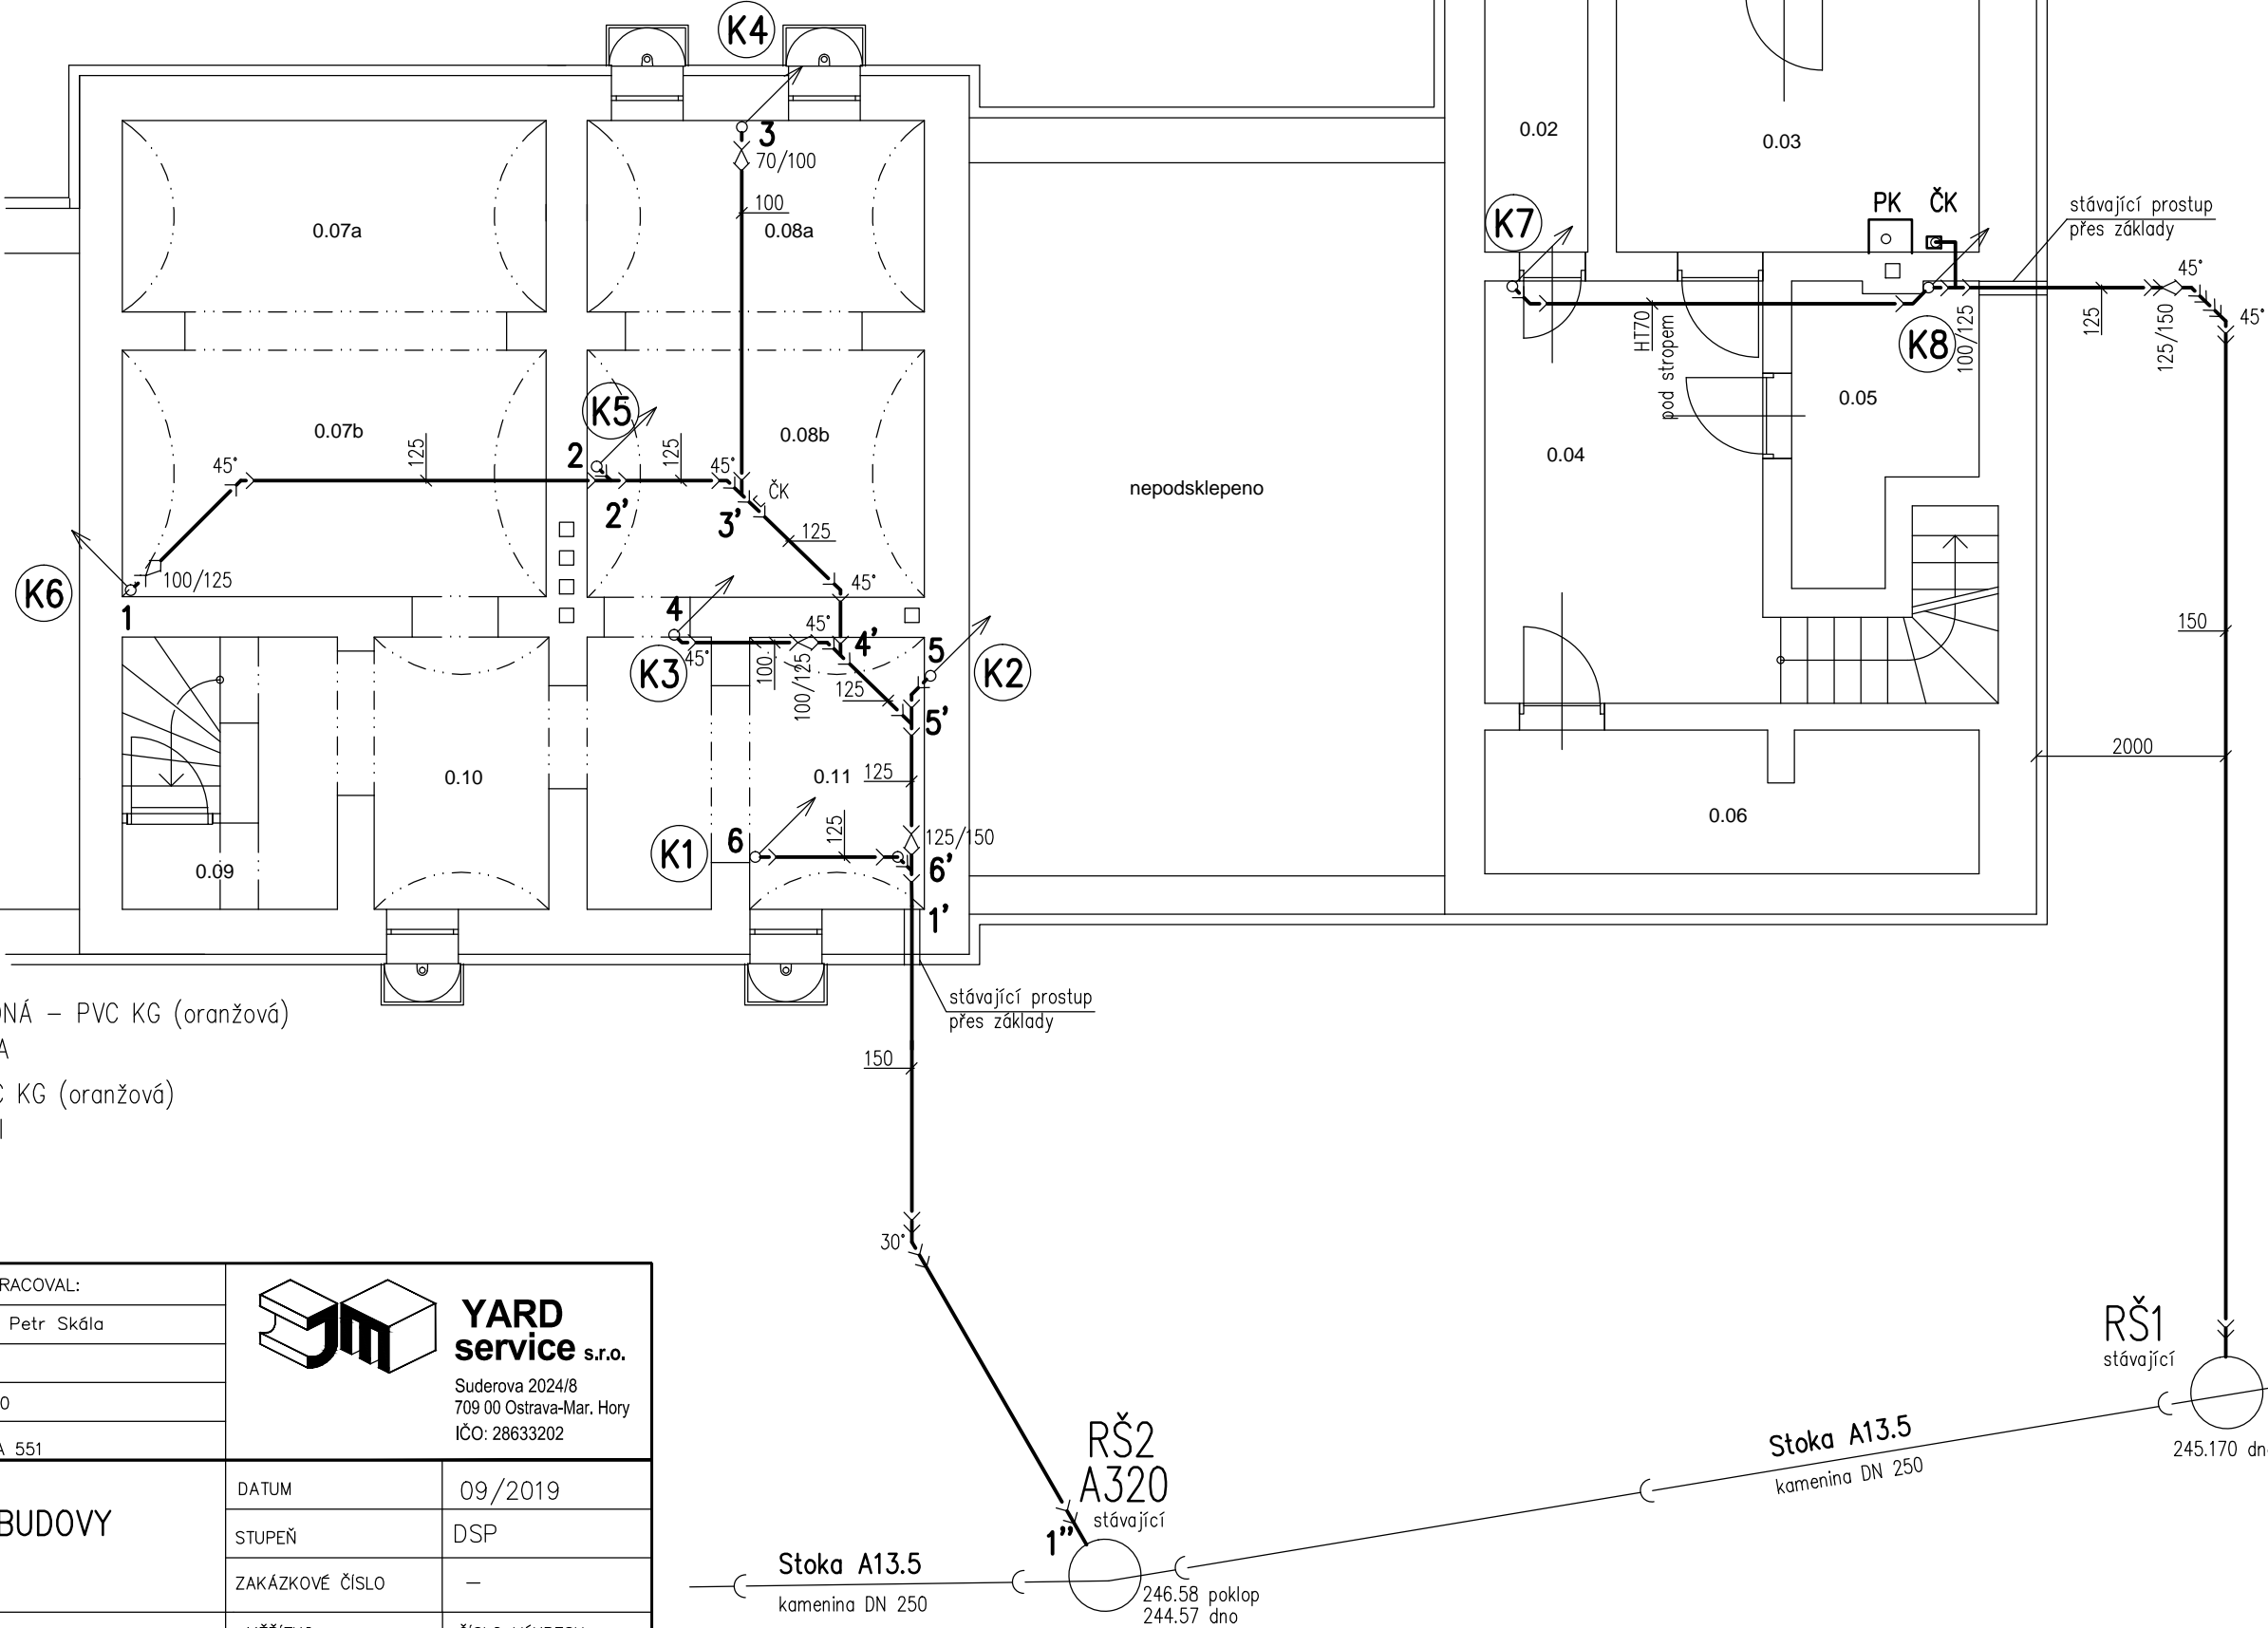 K4
3
70/100
100
0.07a
0.08a
0.02
0.03
PK
ČK
stávající prostup
přes základy
K7
45°
45°
K8
100/125
125
125/150
HT70
pod stropem
0.05
0.04
0.07b
0.08b
K5
2
125
125
45°
45°
2'
3'
ČK
125
nepodsklepeno
K6
100/125
1
45°
4
45°
4'
K3
45°
100
100/125
125
5
K2
5'
150
2000
0.10
0.11
125
0.06
K1
6
125
125/150
6'
0.09
1'
stávající prostup
přes základy
DNÁ – PVC KG (oranžová)
A
C KG (oranžová)
150
30°
RACOVAL:
Petr Skála
0
A 551
YARD
service s.r.o.
Suderova 2024/8
709 00 Ostrava-Mar. Hory
IČO: 28633202
BUDOVY
DATUM
09/2019
STUPEŇ
DSP
ZAKÁZKOVÉ ČÍSLO
–
RŠ1
stávající
245.170 dn
RŠ2
A320
stávající
1"
Stoka A13.5
kamenina DN 250
Stoka A13.5
kamenina DN 250
246.58 poklop
244.57 dno